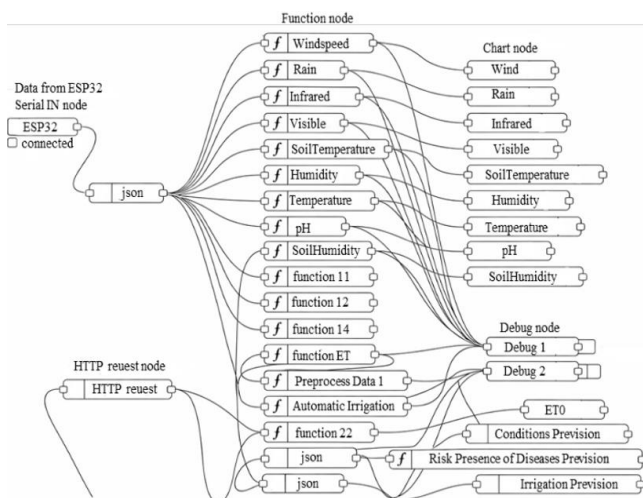 Function node
f Windspeed
f Rain
f Infrared
f Visible
f SoilTemperature
f Humidity
f Temperature
f pH
f SoilHumidity
f function 11
f function 12
f function 14
f function ET
f Preprocess Data 1
f Automatic Irrigation
f function 22
json
json
Data from ESP32
Serial IN node
ESP32
connected
json
HTTP reuest node
HTTP reuest
Chart node
Wind
Rain
Infrared
Visible
SoilTemperature
Humidity
Temperature
pH
SoilHumidity
Debug node
Debug 1
Debug 2
ET0
Conditions Prevision
f Risk Presence of Diseases Prevision
Irrigation Prevision